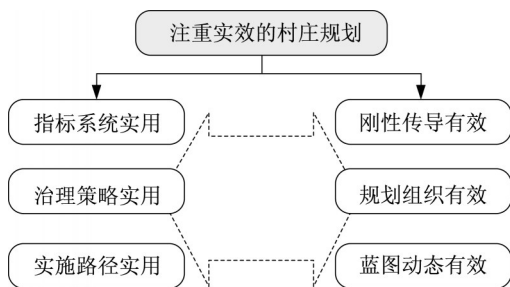 注重实效的村庄规划
指标系统实用
刚性传导有效
治理策略实用
规划组织有效
实施路径实用
蓝图动态有效